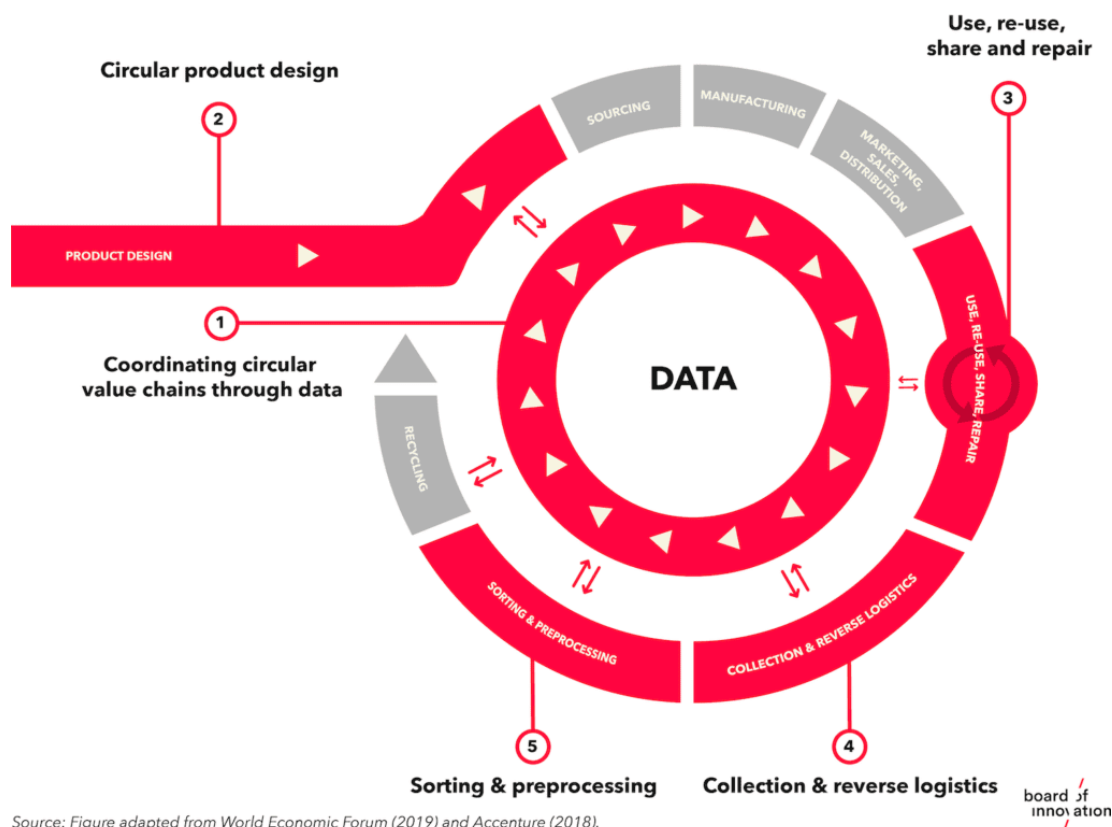 Use, re-use,
share and repair
3
Circular product design
2
SOURCING
MANUFACTURING
MARKETING,
SALES,
DISTRIBUTION
PRODUCT DESIGN
1
Coordinating circular
value chains through data
DATA
USE, RE-USE, SHARE, REPAIR
RECYCLING
SORTING & PREPROCESSING
COLLECTION & REVERSE LOGISTICS
5
4
Sorting & preprocessing
Collection & reverse logistics
board of
innovation
Source: Figure adapted from World Economic Forum (2019) and Accenture (2018).